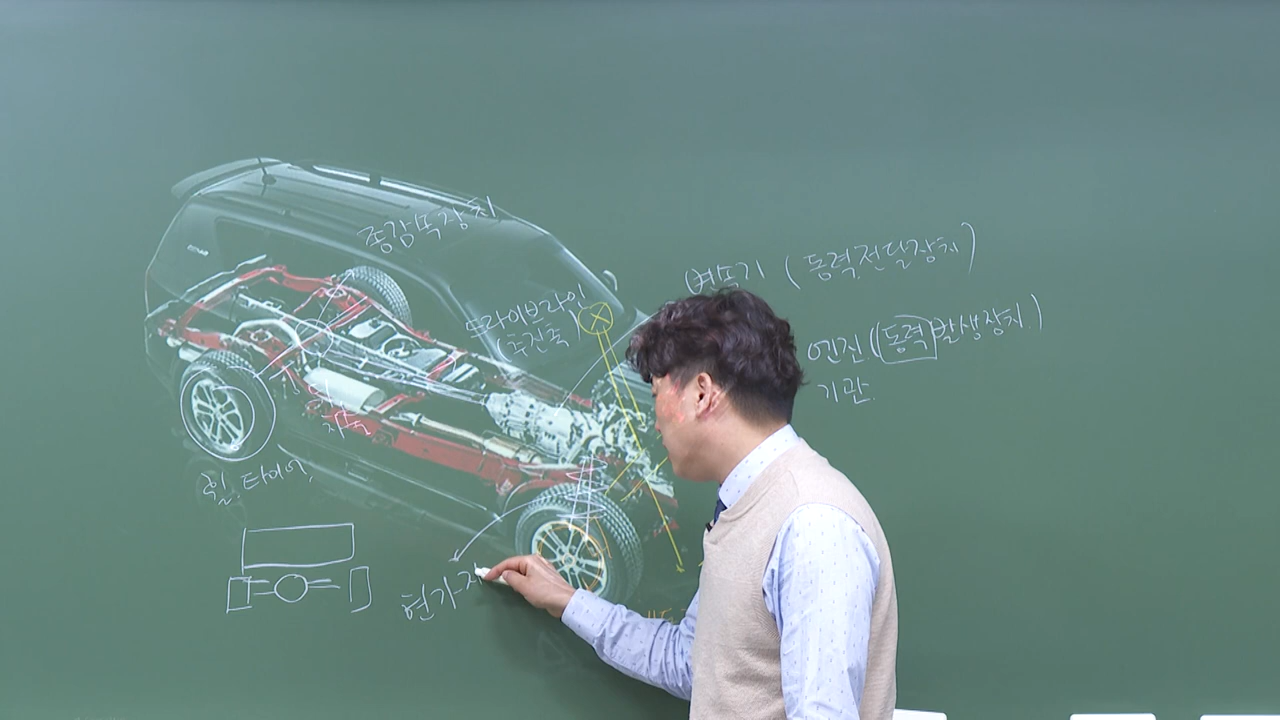 종감속장치
변속기 (동력전달장치)
드라이브라인
(추진축)
엔진 (동력발생장치.)
기관.
차축
휠 타이어
현가